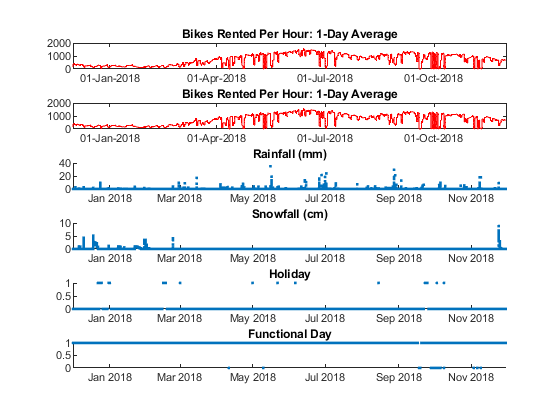 Bikes Rented Per Hour: 1-Day Average
2000
1000
0
01-Jan-2018 01-Apr-2018 01-Jul-2018 01-Oct-2018
Bikes Rented Per Hour: 1-Day Average
2000
1000
0
01-Jan-2018 01-Apr-2018 01-Jul-2018 01-Oct-2018
Rainfall (mm)
40
20
0
Jan 2018 Mar 2018 May 2018 Jul 2018 Sep 2018 Nov 2018
Snowfall (cm)
10
5
0
Jan 2018 Mar 2018 May 2018 Jul 2018 Sep 2018 Nov 2018
Holiday
1
0.5
0
Jan 2018 Mar 2018 May 2018 Jul 2018 Sep 2018 Nov 2018
Functional Day
1
0.5
0
Jan 2018 Mar 2018 May 2018 Jul 2018 Sep 2018 Nov 2018